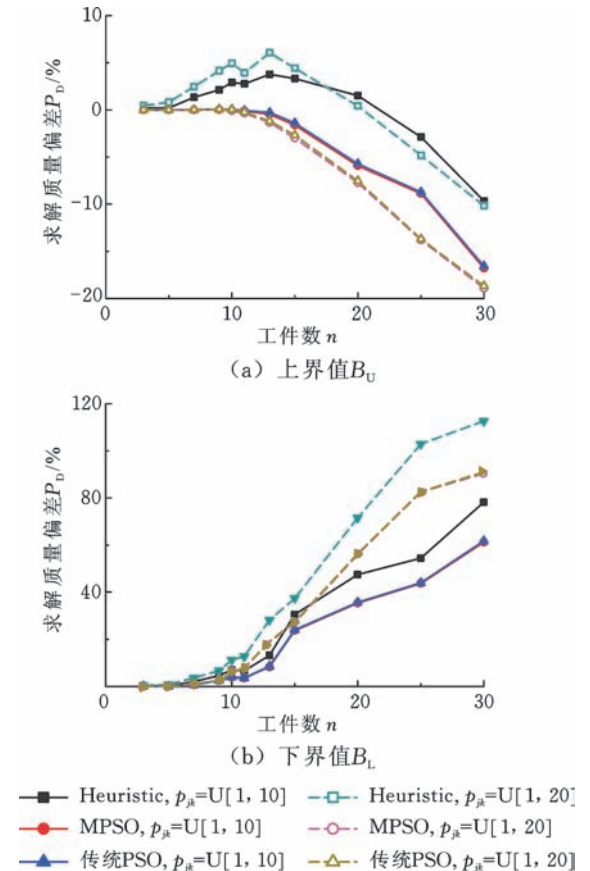 10
0
-10
-20
0
10
20
30
求解质量偏差P_D/%
工件数 n
（a）上界值B_U
120
80
40
0
10
20
30
求解质量偏差P_D/%
工件数 n
（b）下界值B_L
Heuristic, p_jk=U[1, 10]
Heuristic, p_jk=U[1, 20]
MPSO, p_jk=U[1, 10]
MPSO, p_jk=U[1, 20]
传统PSO, p_jk=U[1, 10]
传统PSO, p_jk=U[1, 20]